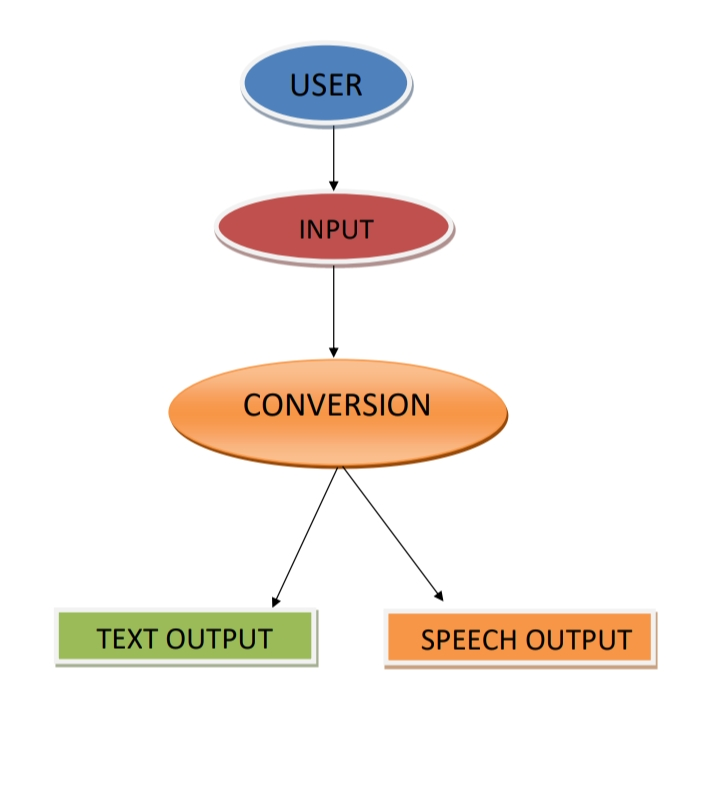 USER
INPUT
CONVERSION
TEXT OUTPUT
SPEECH OUTPUT